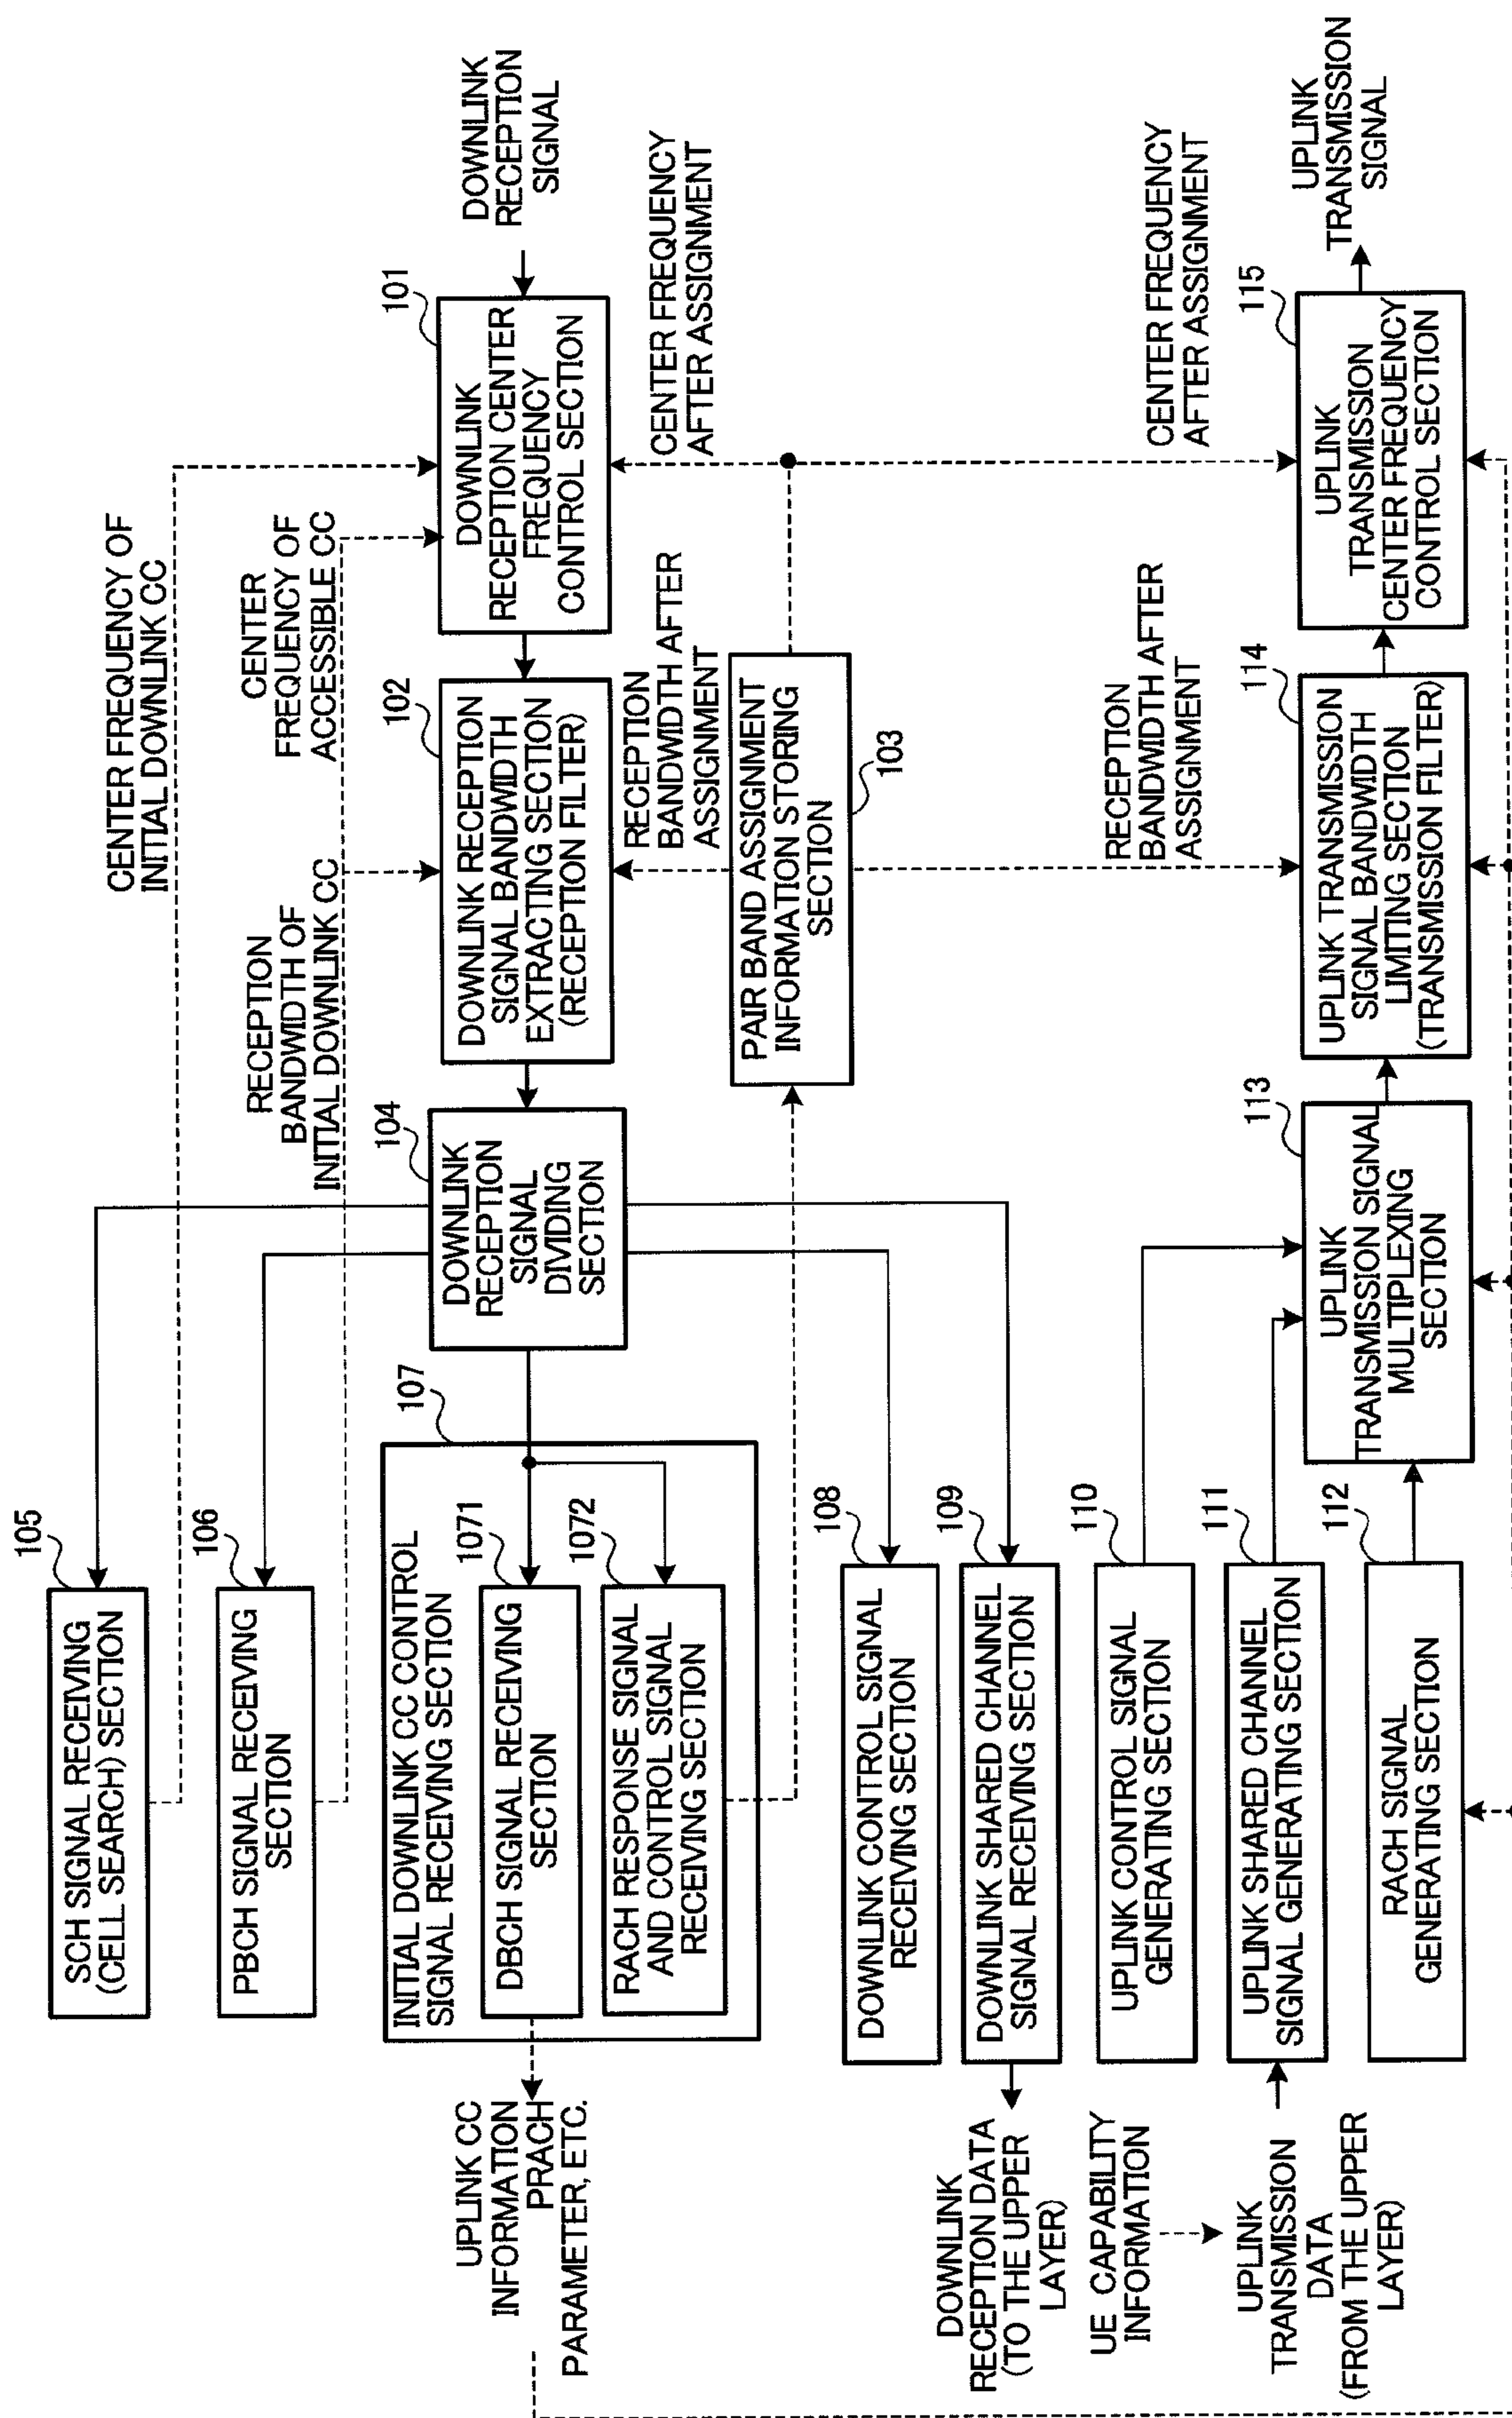 105
SCH SIGNAL RECEIVING
(CELL SEARCH) SECTION
106
PBCH SIGNAL RECEIVING
SECTION
CENTER FREQUENCY OF
INITIAL DOWNLINK CC
CENTER
FREQUENCY OF
ACCESSIBLE CC
RECEPTION
BANDWIDTH OF
INITIAL DOWNLINK CC
107
INITIAL DOWNLINK CC CONTROL
SIGNAL RECEIVING SECTION
1071
DBCH SIGNAL RECEIVING
SECTION
1072
RACH RESPONSE SIGNAL
AND CONTROL SIGNAL
RECEIVING SECTION
UPLINK CC
INFORMATION
PRACH
PARAMETER, ETC.
104
DOWNLINK
RECEPTION
SIGNAL
DIVIDING
SECTION
102
DOWNLINK RECEPTION
SIGNAL BANDWIDTH
EXTRACTING SECTION
(RECEPTION FILTER)
101
DOWNLINK
RECEPTION CENTER
FREQUENCY
CONTROL SECTION
DOWNLINK
RECEPTION
SIGNAL
RECEPTION
BANDWIDTH AFTER
ASSIGNMENT
CENTER FREQUENCY
AFTER ASSIGNMENT
PAIR BAND ASSIGNMENT
INFORMATION STORING
SECTION
103
108
DOWNLINK CONTROL SIGNAL
RECEIVING SECTION
109
DOWNLINK SHARED CHANNEL
SIGNAL RECEIVING SECTION
DOWNLINK
RECEPTION DATA
(TO THE UPPER
LAYER)
110
UPLINK CONTROL SIGNAL
GENERATING SECTION
UE CAPABILITY
INFORMATION
111
UPLINK SHARED CHANNEL
SIGNAL GENERATING SECTION
UPLINK
TRANSMISSION
DATA
(FROM THE UPPER
LAYER)
112
RACH SIGNAL
GENERATING SECTION
113
UPLINK
TRANSMISSION SIGNAL
MULTIPLEXING
SECTION
RECEPTION
BANDWIDTH AFTER
ASSIGNMENT
114
UPLINK TRANSMISSION
SIGNAL BANDWIDTH
LIMITING SECTION
(TRANSMISSION FILTER)
CENTER FREQUENCY
AFTER ASSIGNMENT
115
UPLINK
TRANSMISSION
CENTER FREQUENCY
CONTROL SECTION
UPLINK
TRANSMISSION
SIGNAL